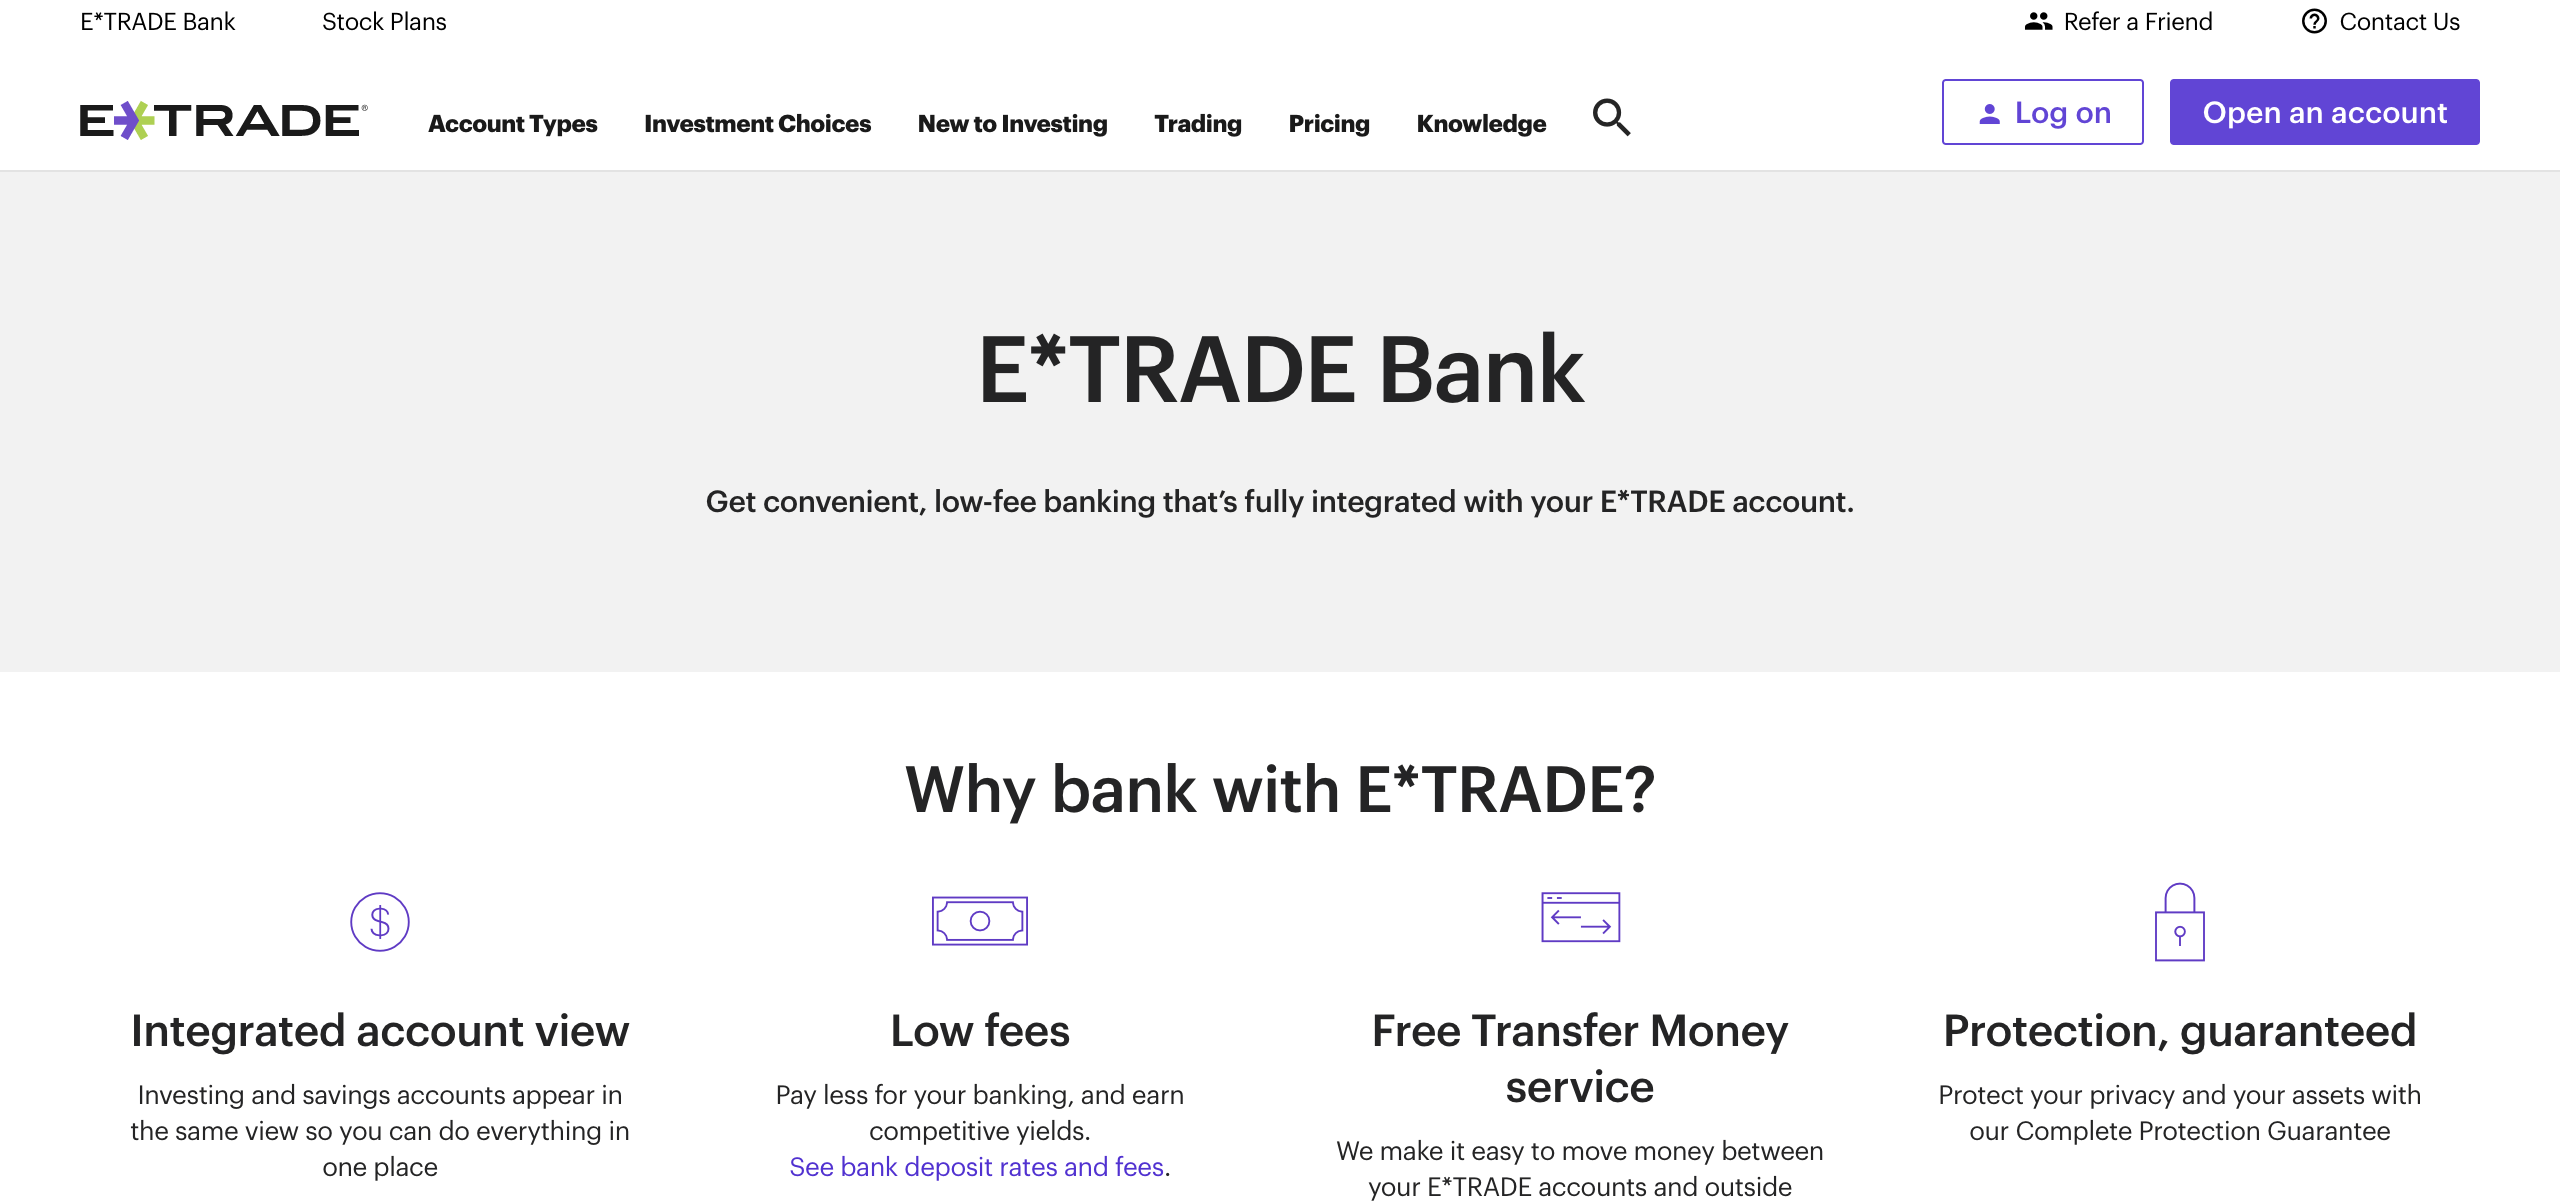 E*TRADE Bank Stock Plans Refer a Friend Contact Us
E*TRADE® Account Types Investment Choices New to Investing Trading Pricing Knowledge Log on Open an account
E*TRADE Bank
Get convenient, low-fee banking that’s fully integrated with your E*TRADE account.
Why bank with E*TRADE?
Integrated account view
Investing and savings accounts appear in
the same view so you can do everything in
one place
Low fees
Pay less for your banking, and earn
competitive yields.
See bank deposit rates and fees.
Free Transfer Money
service
We make it easy to move money between
your E*TRADE accounts and outside
Protection, guaranteed
Protect your privacy and your assets with
our Complete Protection Guarantee